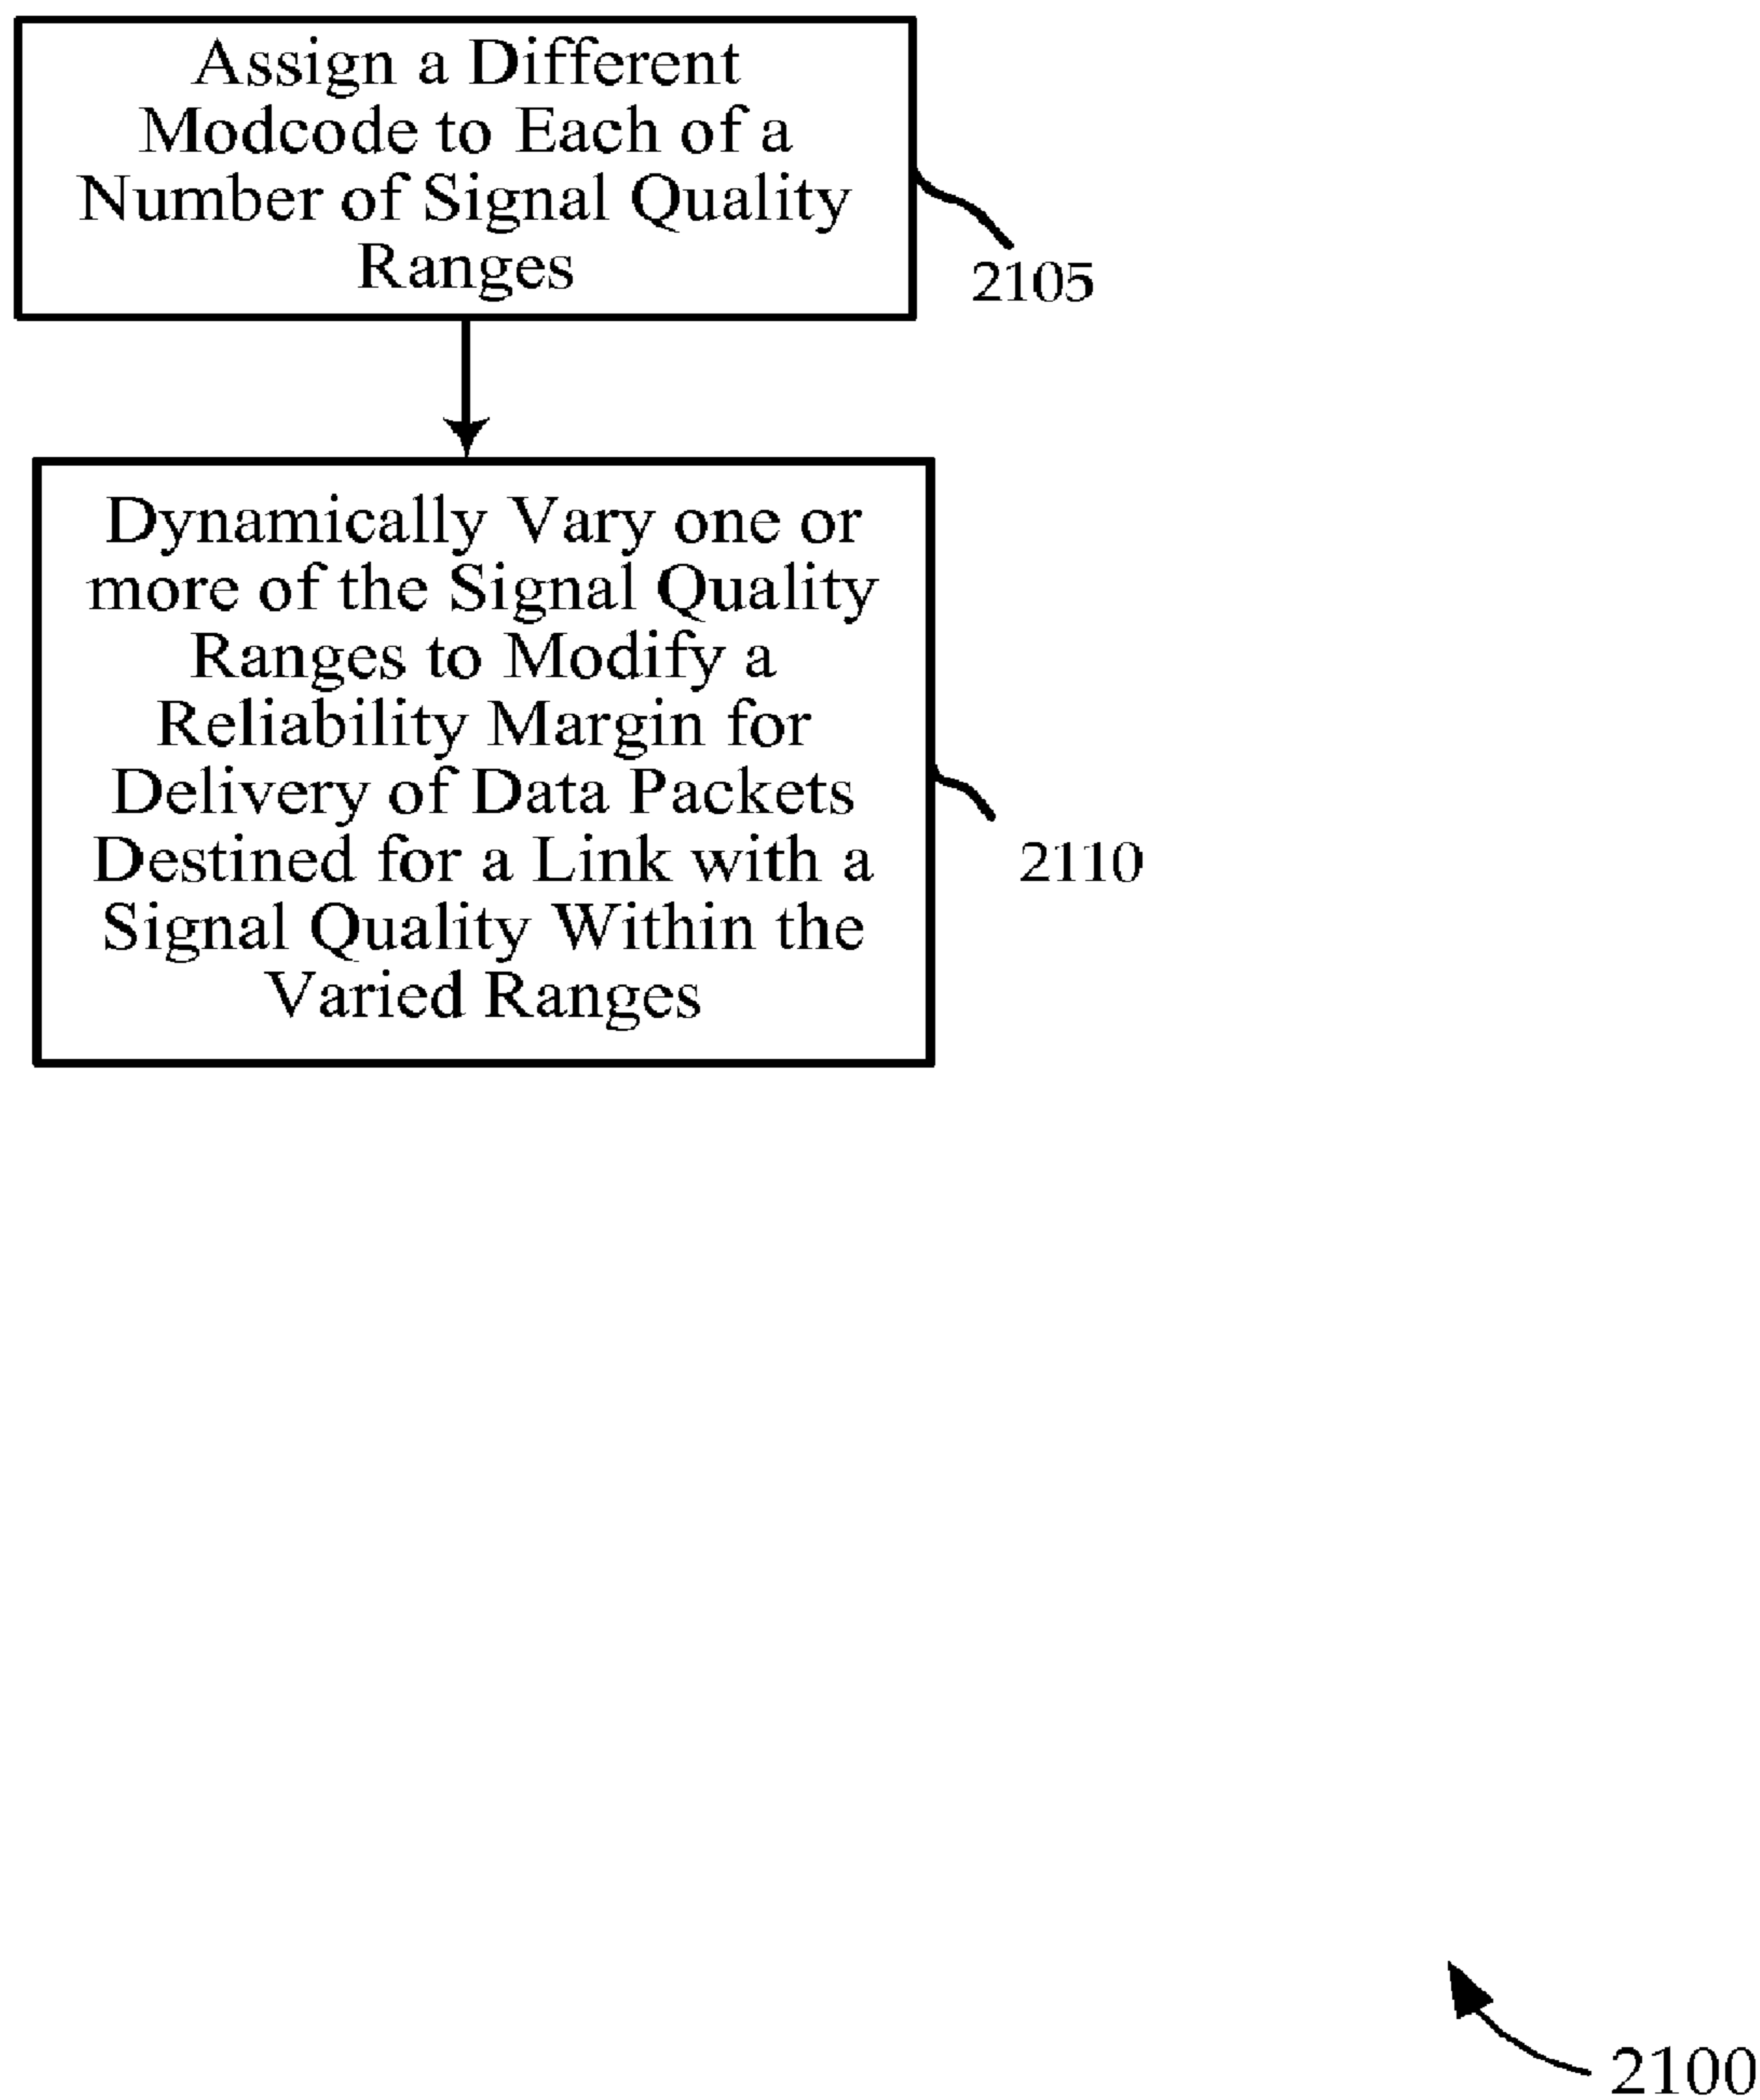 Assign a Different
Modcode to Each of a
Number of Signal Quality
Ranges
2105
Dynamically Vary one or
more of the Signal Quality
Ranges to Modify a
Reliability Margin for
Delivery of Data Packets
Destined for a Link with a
Signal Quality Within the
Varied Ranges
2110
2100